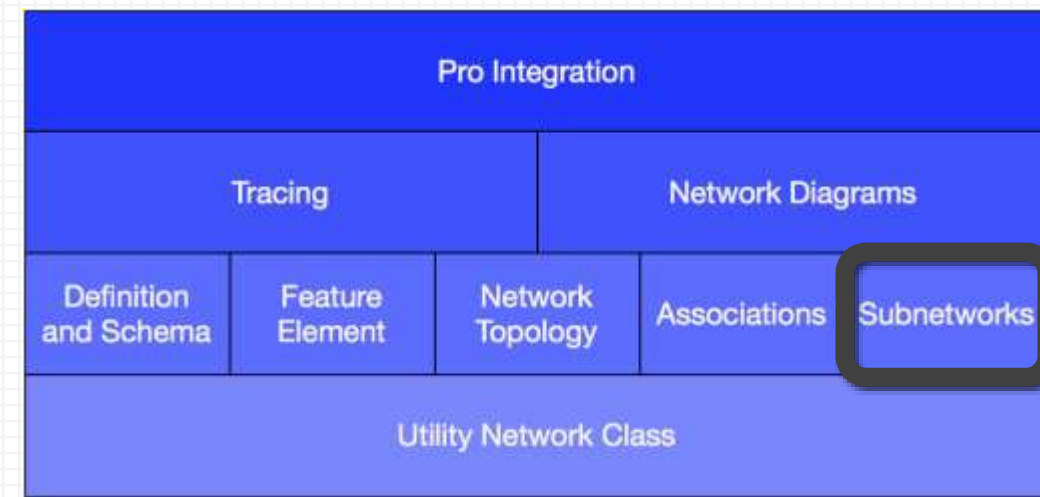 Pro Integration
Tracing
Network Diagrams
Definition
and Schema
Feature
Element
Network
Topology
Associations
Subnetworks
Utility Network Class